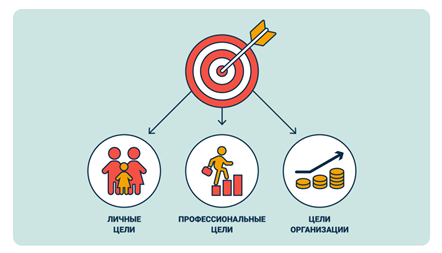 ЛИЧНЫЕ
ЦЕЛИ
ПРОФЕССИОНАЛЬНЫЕ
ЦЕЛИ
ЦЕЛИ
ОРГАНИЗАЦИИ